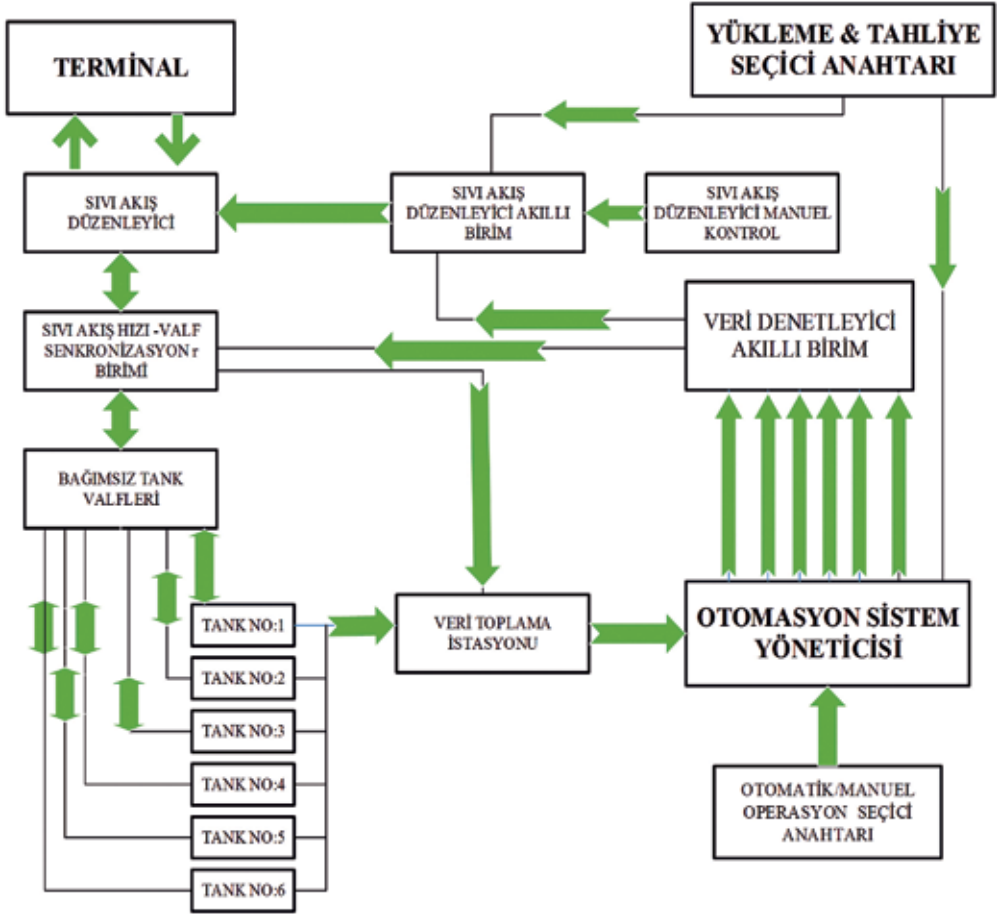 TERMİNAL
YÜKLEME & TAHLİYE
SEÇİCİ ANAHTARI
SIVI AKIŞ
DÜZENLEYİCİ
SIVI AKIŞ
DÜZENLEYİCİ AKILLI
BİRİM
SIVI AKIŞ
DÜZENLEYİCİ MANUEL
KONTROL
SIVI AKIŞ HIZI -VALF
SENKRONİZASYON r
BİRİMİ
VERİ DENETLEYİCİ
AKILLI BİRİM
BAĞIMSIZ TANK
VALFLERİ
TANK NO:1
TANK NO:2
TANK NO:3
TANK NO:4
TANK NO:5
TANK NO:6
VERİ TOPLAMA
İSTASYONU
OTOMASYON SİSTEM
YÖNETİCİSİ
OTOMATİK/MANUEL
OPERASYON SEÇİCİ
ANAHTARI